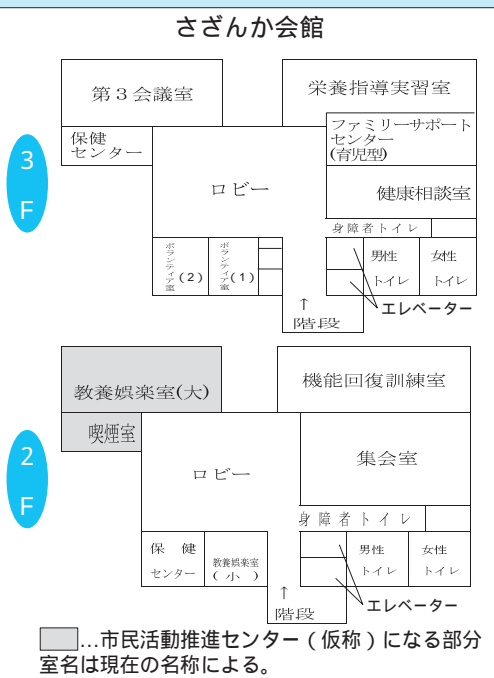 さざんか会館
3
F
第3会議室
栄養指導実習室
保健
センター
ロビー
ファミリーサポート
センター
(育児型)
健康相談室
身障者トイレ
ボランティア室(2)
ボランティア室(1)
男性
トイレ
女性
トイレ
エレベーター
↑
階段
2
F
教養娯楽室(大)
喫煙室
機能回復訓練室
ロビー
集会室
身障者トイレ
保健
センター
教養娯楽室
(小)
男性
トイレ
女性
トイレ
エレベーター
↑
階段
…市民活動推進センター(仮称)になる部分
室名は現在の名称による。